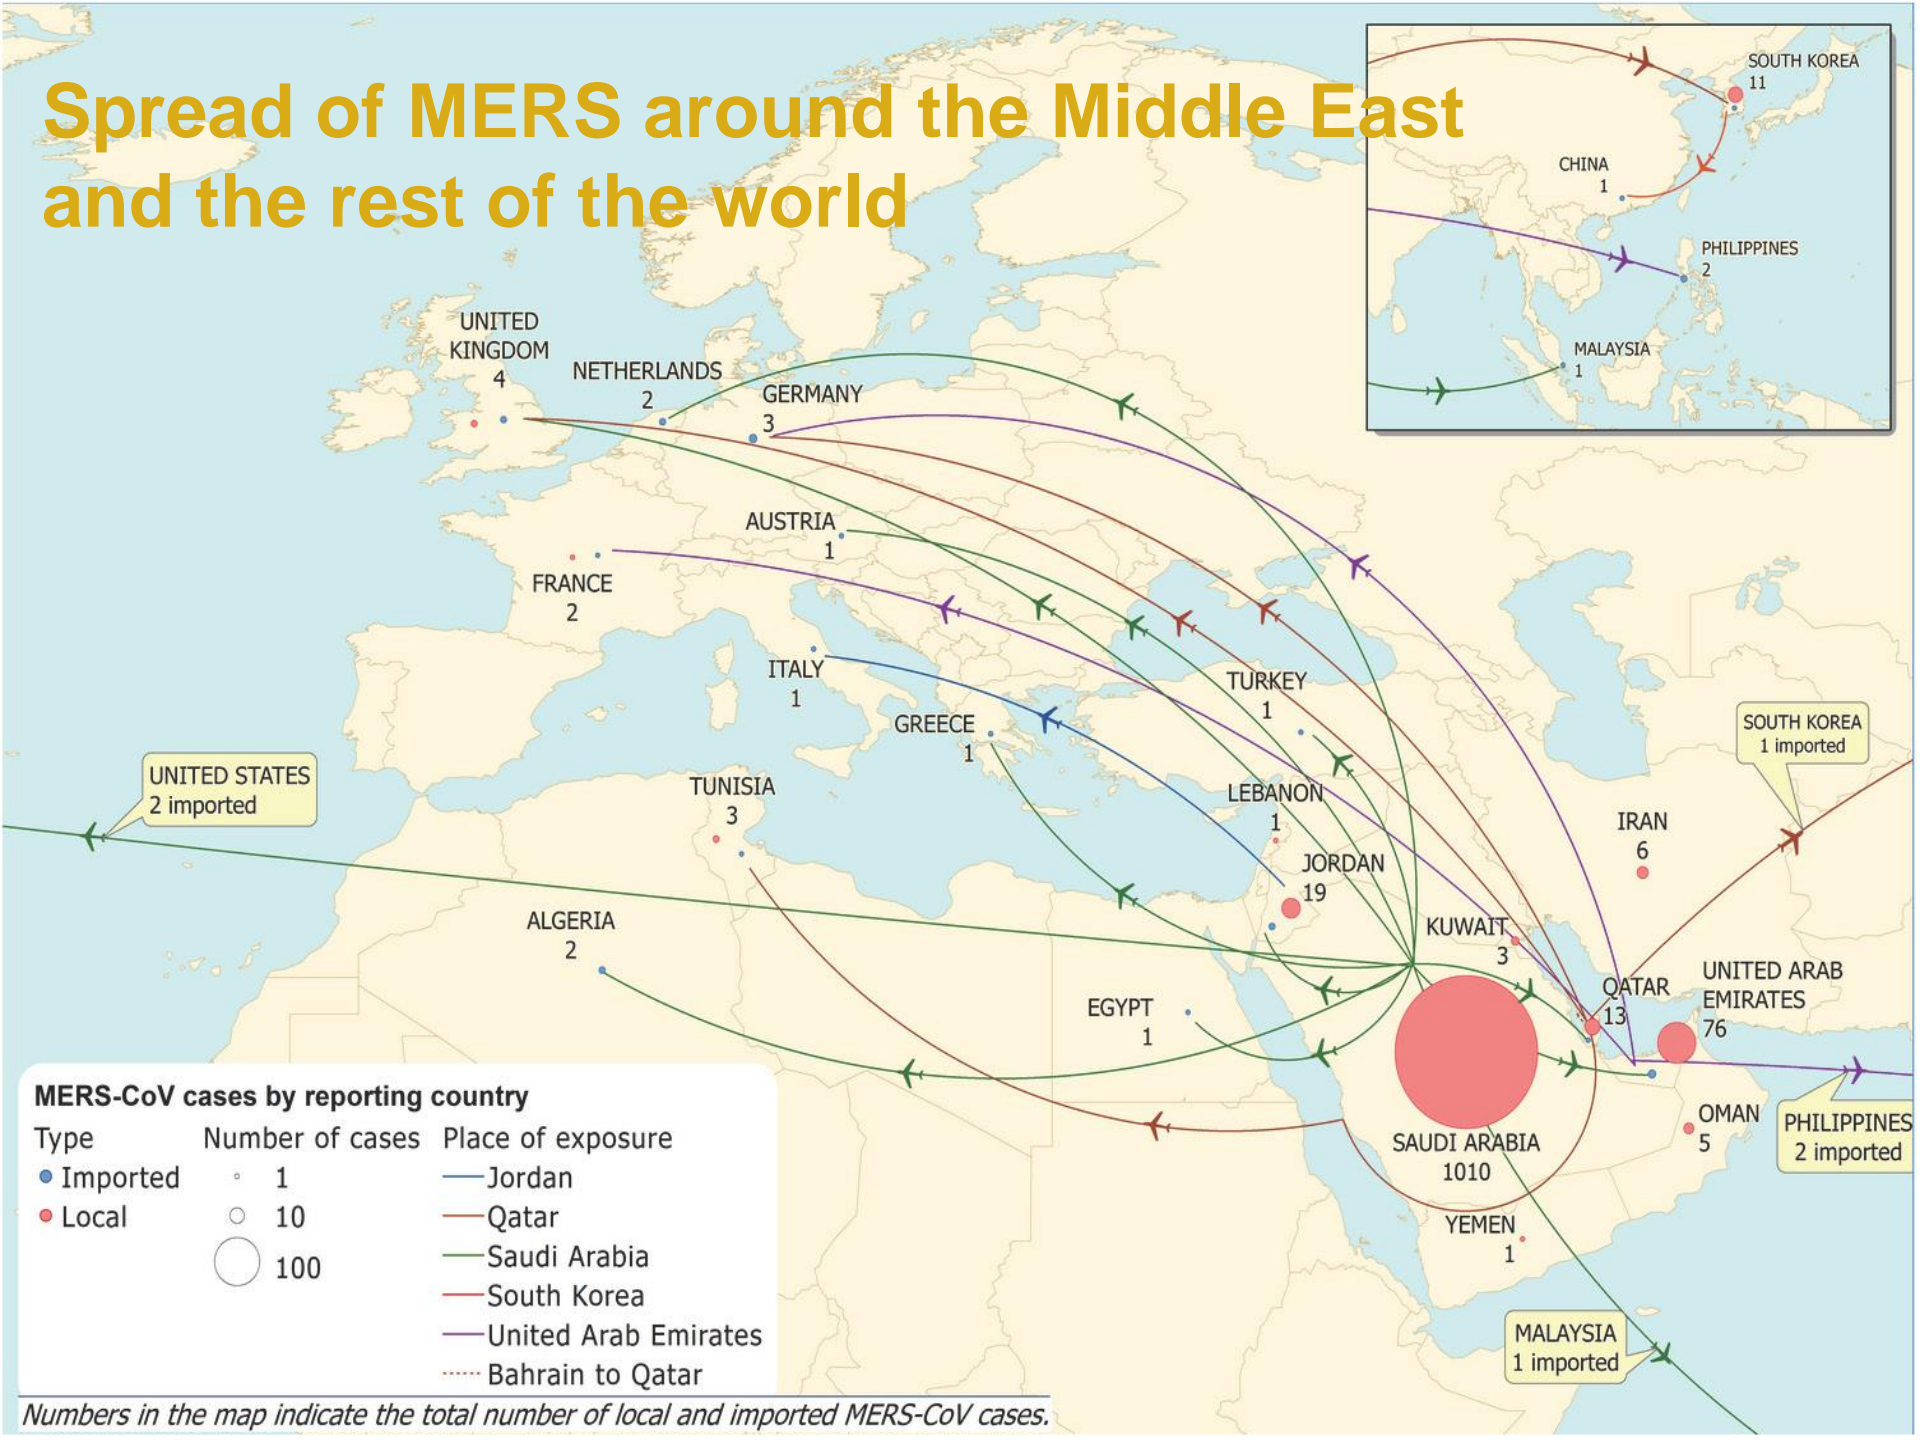 Spread of MERS around the Middle East
and the rest of the world
SOUTH KOREA
11
CHINA
1
PHILIPPINES
2
MALAYSIA
1
UNITED
KINGDOM
4
NETHERLANDS
2
GERMANY
3
AUSTRIA
1
FRANCE
2
ITALY
1
GREECE
1
TURKEY
1
SOUTH KOREA
1 imported
UNITED STATES
2 imported
TUNISIA
3
LEBANON
1
IRAN
6
JORDAN
19
ALGERIA
2
KUWAIT
3
QATAR
13
UNITED ARAB
EMIRATES
76
EGYPT
1
OMAN
5
PHILIPPINES
2 imported
SAUDI ARABIA
1010
YEMEN
1
MALAYSIA
1 imported
MERS-CoV cases by reporting country
Type Number of cases Place of exposure
Imported 1 Jordan
Local 10 Qatar
100 Saudi Arabia
South Korea
United Arab Emirates
Bahrain to Qatar
Numbers in the map indicate the total number of local and imported MERS-CoV cases.